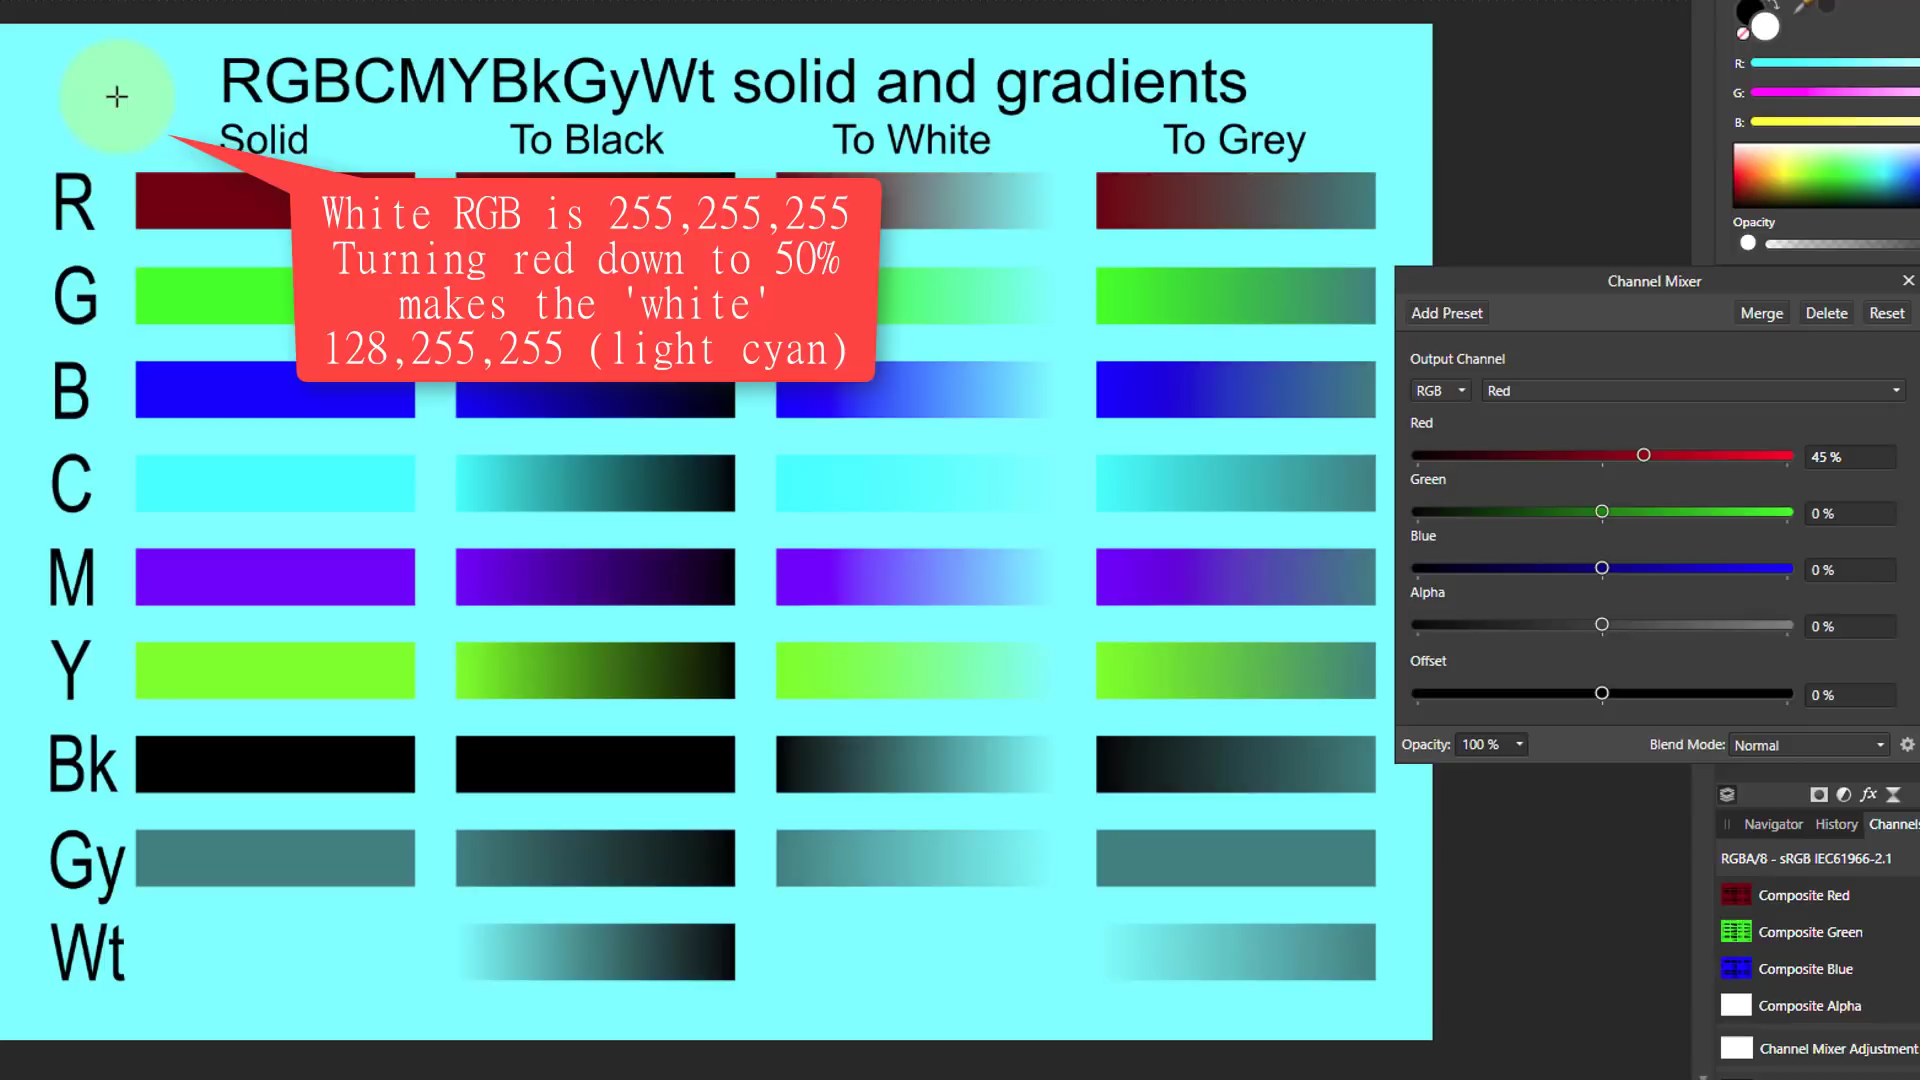 RGBCMYBkGyWt solid and gradients
Solid To Black To White To Grey
R
G
B
C
M
Y
Bk
Gy
Wt
White RGB is 255,255,255
Turning red down to 50%
makes the 'white'
128,255,255 (light cyan)
R:
G:
B:
Opacity
Channel Mixer
Add Preset Merge Delete Reset
Output Channel
RGB Red
Red
45 %
Green
0 %
Blue
0 %
Alpha
0 %
Offset
0 %
Opacity: 100 % Blend Mode: Normal
fx
Navigator History Channels
RGBA/8 - sRGB IEC61966-2.1
Composite Red
Composite Green
Composite Blue
Composite Alpha
Channel Mixer Adjustment